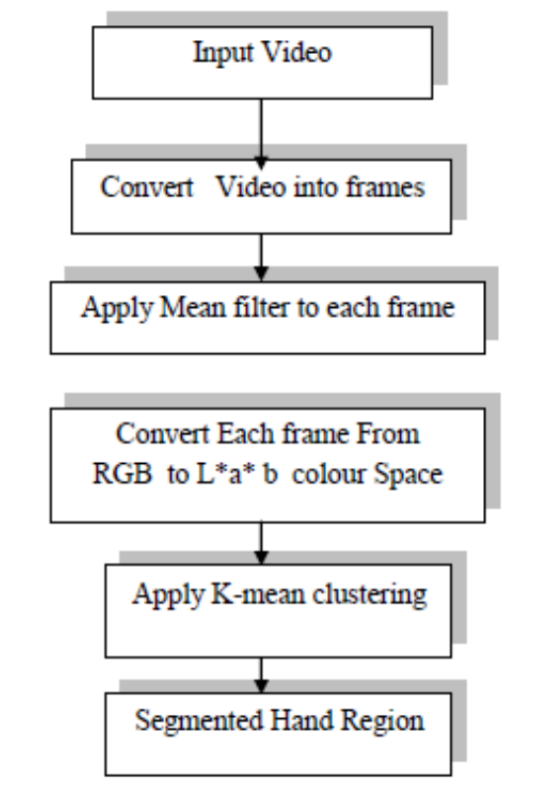 Input Video
Convert Video into frames
Apply Mean filter to each frame
Convert Each frame From
RGB to L*a* b colour Space
Apply K-mean clustering
Segmented Hand Region